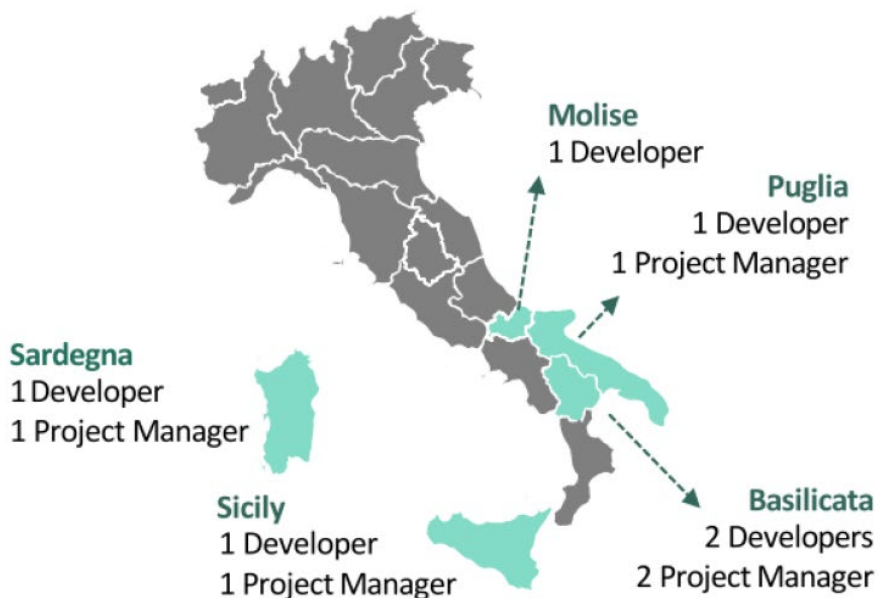 Molise
1 Developer
Puglia
1 Developer
1 Project Manager
Sardegna
1 Developer
1 Project Manager
Sicily
1 Developer
1 Project Manager
Basilicata
2 Developers
2 Project Manager